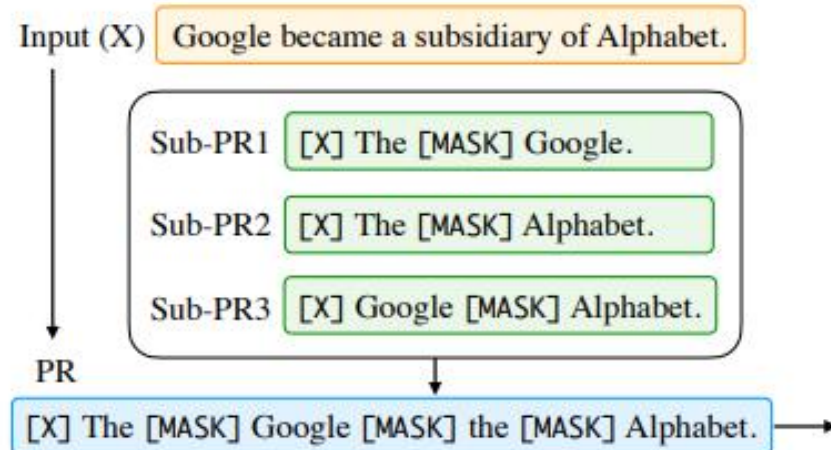 Input (X) Google became a subsidiary of Alphabet.
Sub-PR1 [X] The [MASK] Google.
Sub-PR2 [X] The [MASK] Alphabet.
Sub-PR3 [X] Google [MASK] Alphabet.
PR
[X] The [MASK] Google [MASK] the [MASK] Alphabet.